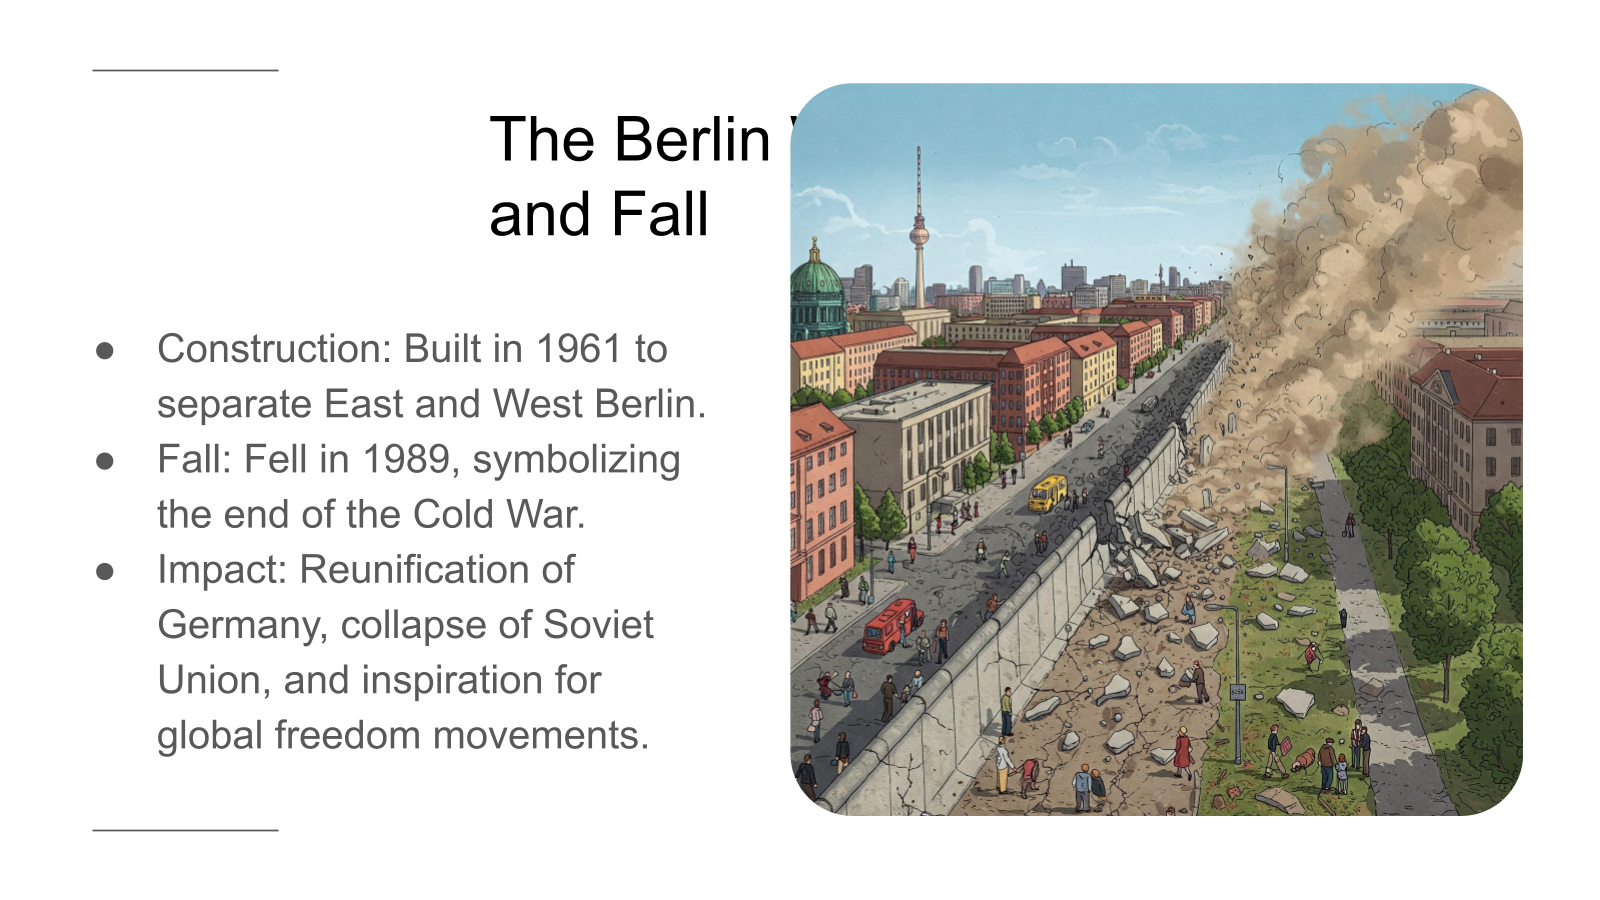 The Berlin
and Fall
● Construction: Built in 1961 to
separate East and West Berlin.
● Fall: Fell in 1989, symbolizing
the end of the Cold War.
● Impact: Reunification of
Germany, collapse of Soviet
Union, and inspiration for
global freedom movements.